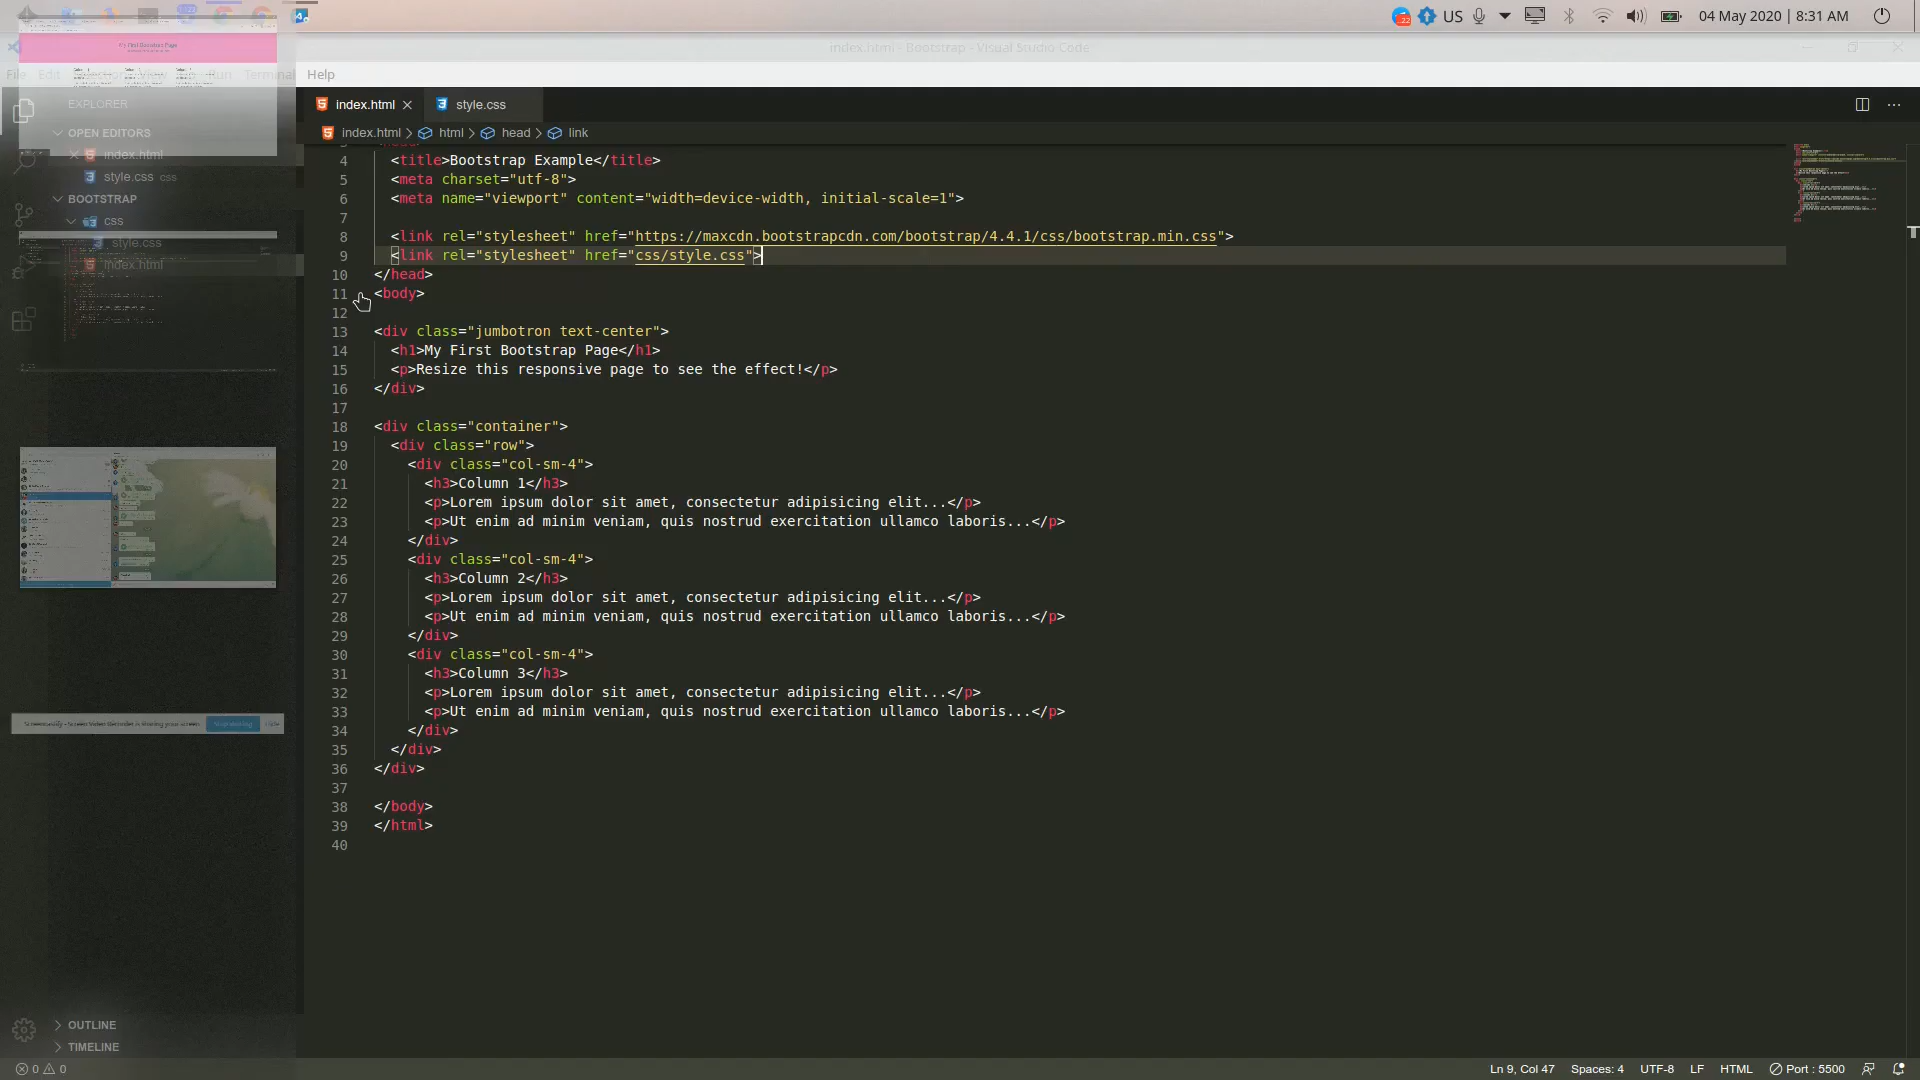 US
04 May 2020 | 8:31 AM
index.html - Bootstrap - Visual Studio Code
File Edit Run Terminal Help
EXPLORER
OPEN EDITORS
index.html
style.css css
BOOTSTRAP
css
style.css
index.html
OUTLINE
TIMELINE
index.html style.css
index.html > html > head > link
4 <title>Bootstrap Example</title>
5 <meta charset="utf-8">
6 <meta name="viewport" content="width=device-width, initial-scale=1">
7
8 <link rel="stylesheet" href="https://maxcdn.bootstrapcdn.com/bootstrap/4.4.1/css/bootstrap.min.css">
9 <link rel="stylesheet" href="css/style.css">
10 </head>
11 <body>
12
13 <div class="jumbotron text-center">
14 <h1>My First Bootstrap Page</h1>
15 <p>Resize this responsive page to see the effect!</p>
16 </div>
17
18 <div class="container">
19 <div class="row">
20 <div class="col-sm-4">
21 <h3>Column 1</h3>
22 <p>Lorem ipsum dolor sit amet, consectetur adipisicing elit...</p>
23 <p>Ut enim ad minim veniam, quis nostrud exercitation ullamco laboris...</p>
24 </div>
25 <div class="col-sm-4">
26 <h3>Column 2</h3>
27 <p>Lorem ipsum dolor sit amet, consectetur adipisicing elit...</p>
28 <p>Ut enim ad minim veniam, quis nostrud exercitation ullamco laboris...</p>
29 </div>
30 <div class="col-sm-4">
31 <h3>Column 3</h3>
32 <p>Lorem ipsum dolor sit amet, consectetur adipisicing elit...</p>
33 <p>Ut enim ad minim veniam, quis nostrud exercitation ullamco laboris...</p>
34 </div>
35 </div>
36 </div>
37
38 </body>
39 </html>
40
0 0
Ln 9, Col 47 Spaces: 4 UTF-8 LF HTML Port : 5500